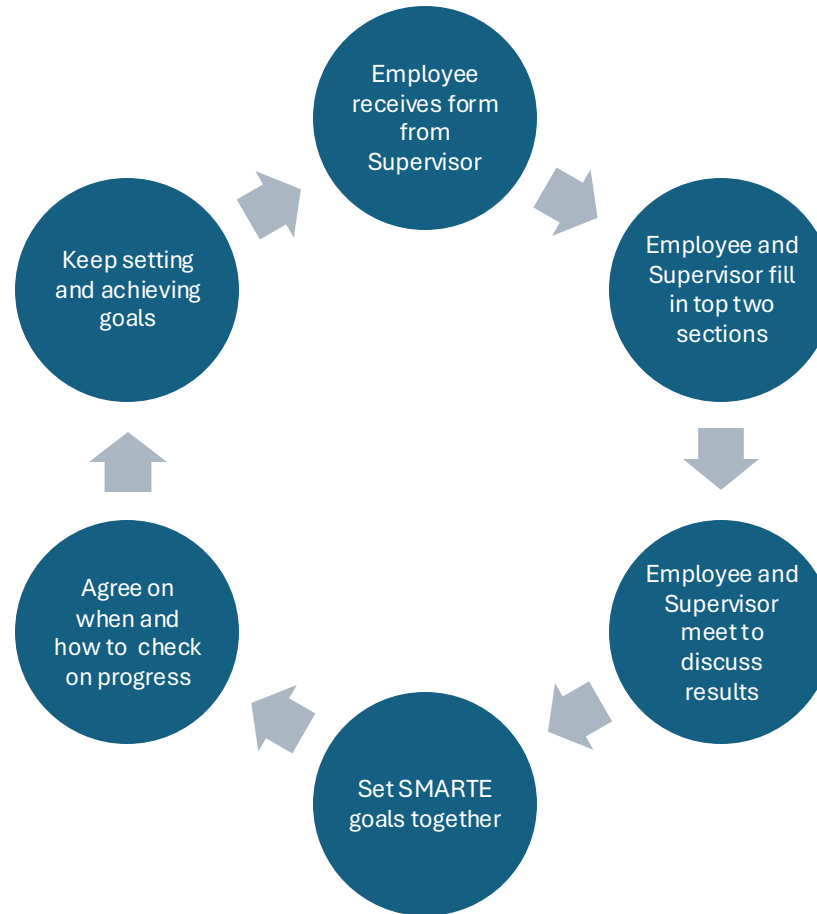 Employee
receives form
from
Supervisor
Employee and
Supervisor fill
in top two
sections
Employee and
Supervisor
meet to
discuss
results
Set SMARTE
goals together
Agree on
when and
how to check
on progress
Keep setting
and achieving
goals